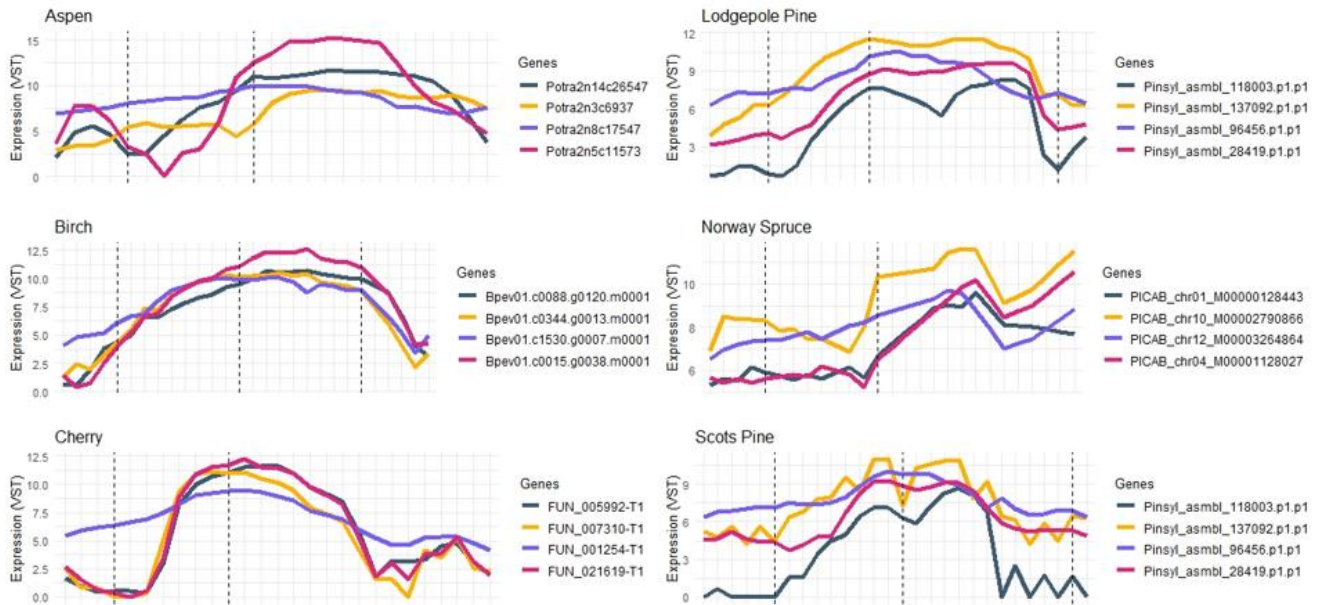 Aspen
Expression (VST)
15
10
5
0
Genes
Potra2n14c26547
Potra2n3c6937
Potra2n8c17547
Potra2n5c11573
Lodgepole Pine
Expression (VST)
12
9
6
3
Genes
Pinsyl_asmbl_118003.p1.p1
Pinsyl_asmbl_137092.p1.p1
Pinsyl_asmbl_96456.p1.p1
Pinsyl_asmbl_28419.p1.p1
Birch
Expression (VST)
12.5
10.0
7.5
5.0
2.5
0.0
Genes
Bpev01.c0088.g0120.m0001
Bpev01.c0344.g0013.m0001
Bpev01.c1530.g0007.m0001
Bpev01.c0015.g0038.m0001
Norway Spruce
Expression (VST)
10
8
6
Genes
PICAB_chr01_M00000128443
PICAB_chr10_M00002790866
PICAB_chr12_M00003264864
PICAB_chr04_M00001128027
Cherry
Expression (VST)
12.5
10.0
7.5
5.0
2.5
0.0
Genes
FUN_005992-T1
FUN_007310-T1
FUN_001254-T1
FUN_021619-T1
Scots Pine
Expression (VST)
9
6
3
0
Genes
Pinsyl_asmbl_118003.p1.p1
Pinsyl_asmbl_137092.p1.p1
Pinsyl_asmbl_96456.p1.p1
Pinsyl_asmbl_28419.p1.p1